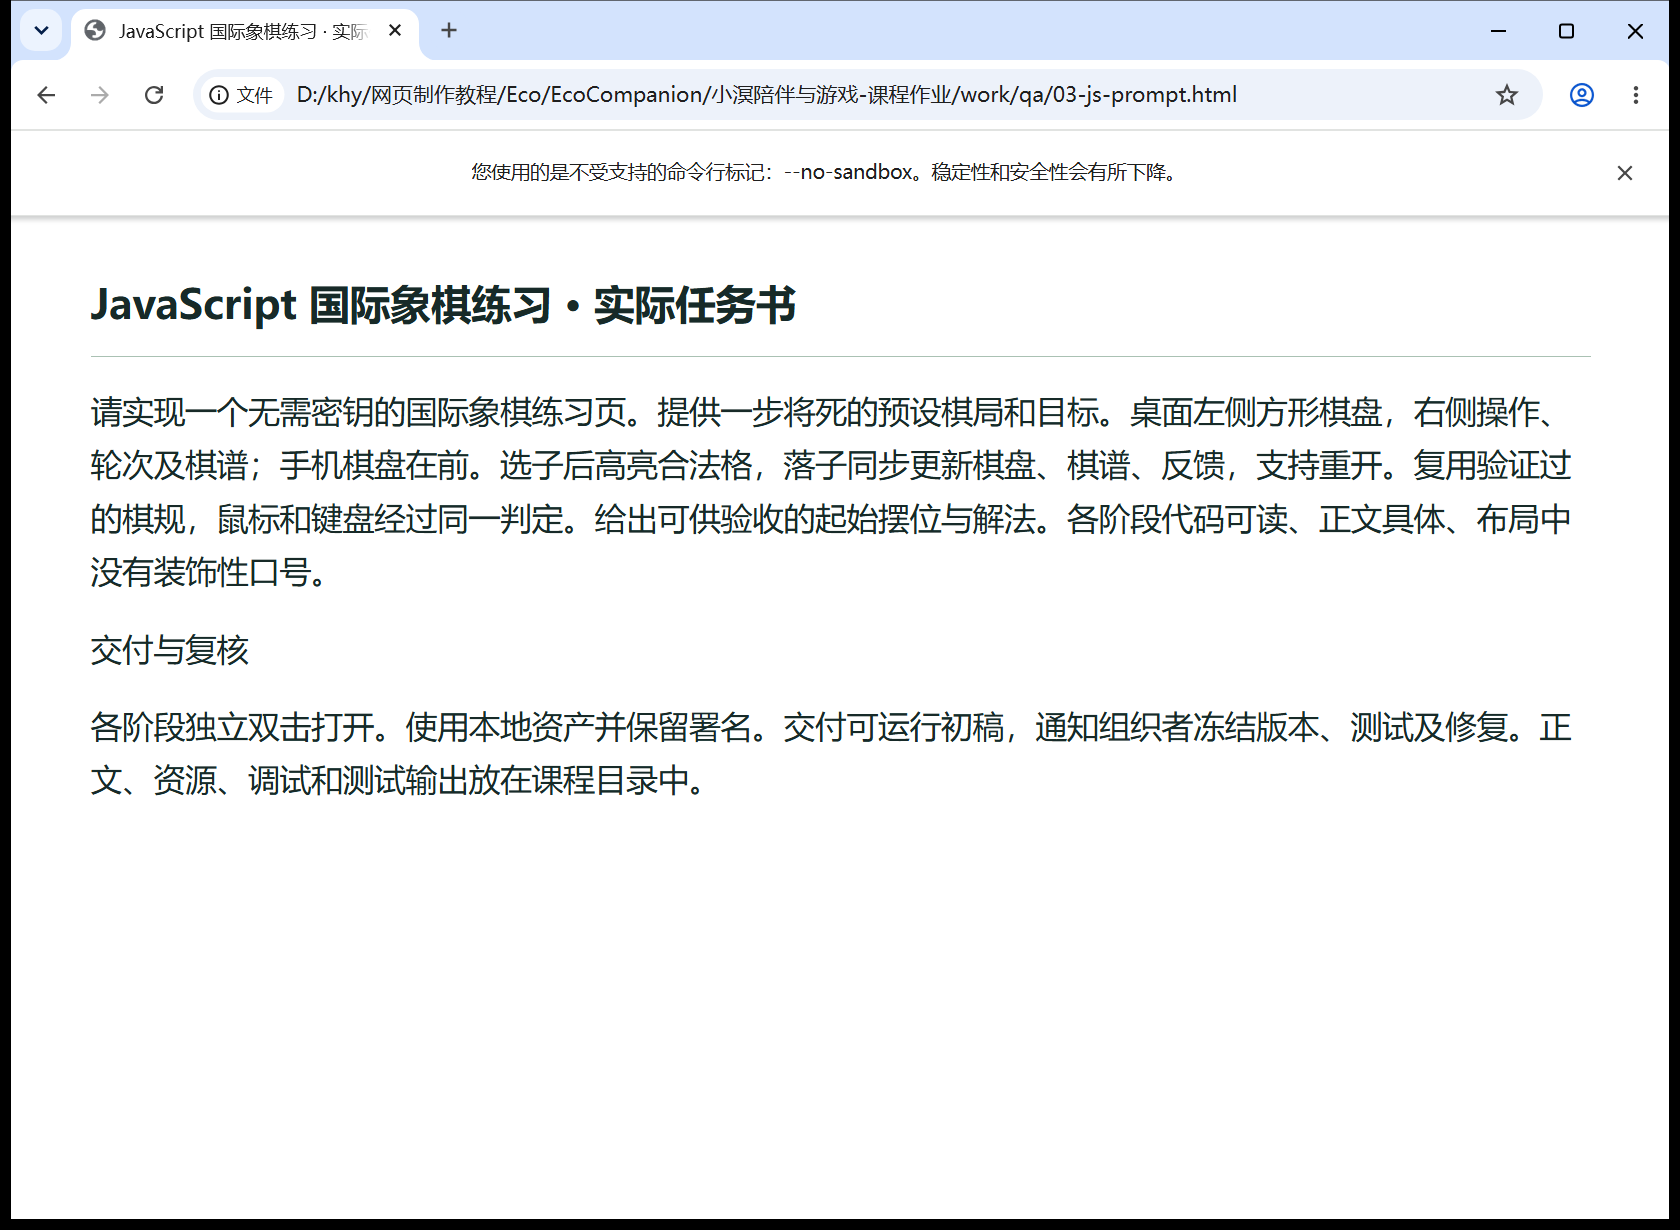 JavaScript 国际象棋练习 · 实际
文件
D:/khy/网页制作教程/Eco/EcoCompanion/小溟陪伴与游戏-课程作业/work/qa/03-js-prompt.html
您使用的是不受支持的命令行标记：--no-sandbox。稳定性和安全性会有所下降。
JavaScript 国际象棋练习 · 实际任务书
请实现一个无需密钥的国际象棋练习页。提供一步将死的预设棋局和目标。桌面左侧方形棋盘，右侧操作、
轮次及棋谱；手机棋盘在前。选子后高亮合法格，落子同步更新棋盘、棋谱、反馈，支持重开。复用验证过
的棋规，鼠标和键盘经过同一判定。给出可供验收的起始摆位与解法。各阶段代码可读、正文具体、布局中
没有装饰性口号。
交付与复核
各阶段独立双击打开。使用本地资产并保留署名。交付可运行初稿，通知组织者冻结版本、测试及修复。正
文、资源、调试和测试输出放在课程目录中。